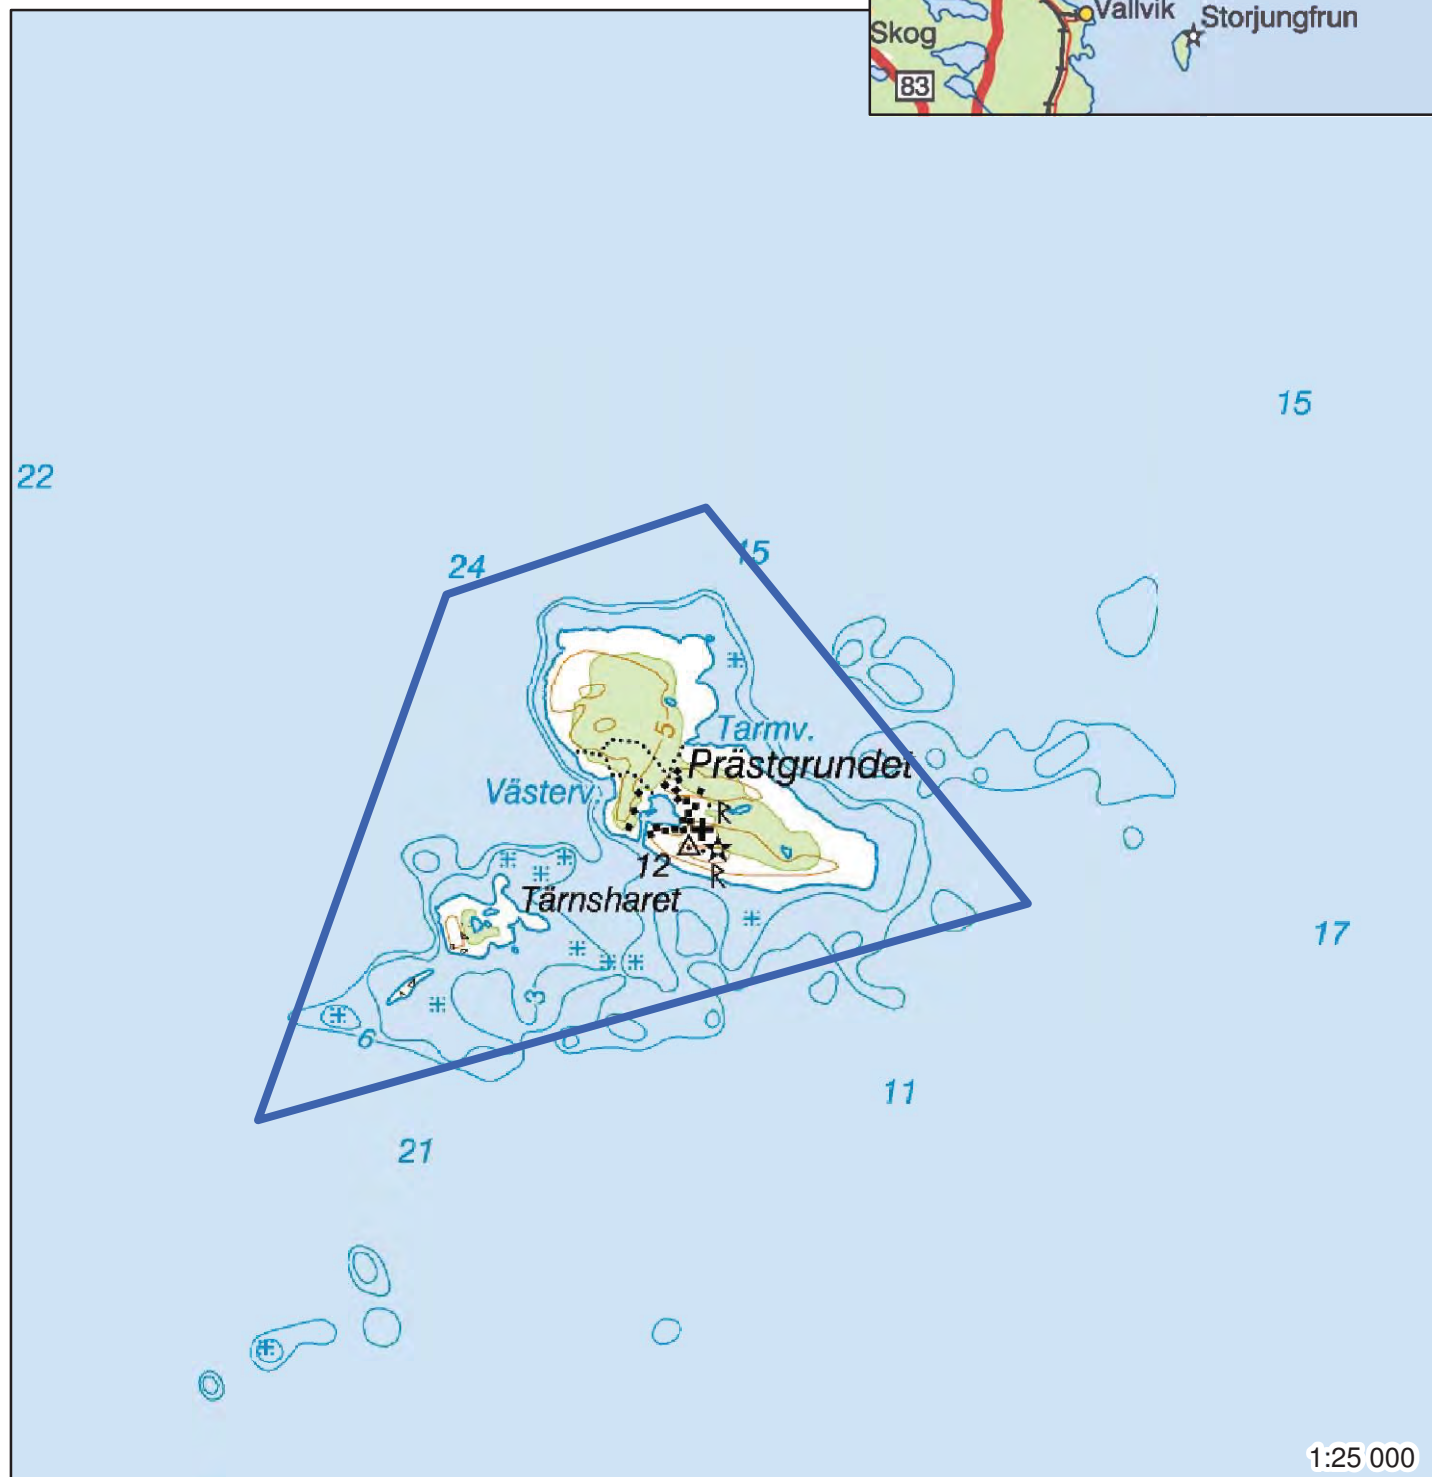 Vallvik
Storjungfrun
Skog
83
15
22
15
24
5
Tarmv.
Prästgrundet
Västerv.
R
12
R
Tärnsharet
17
3
6
11
21
1:25 000